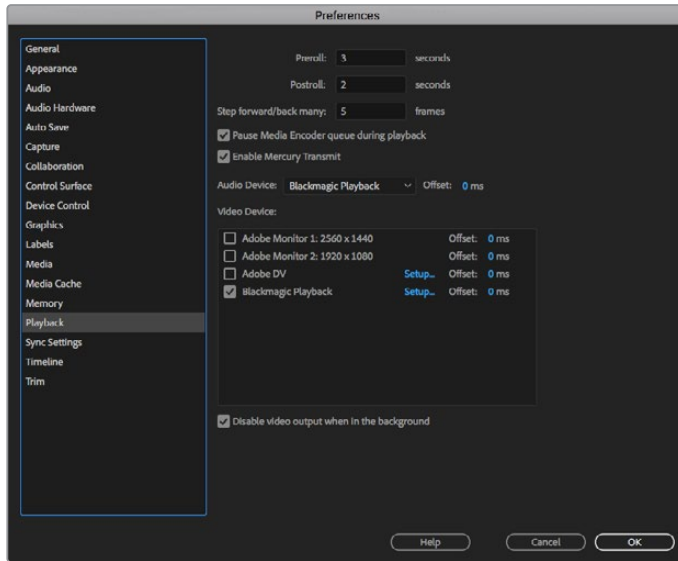 Preferences
General
Appearance
Audio
Audio Hardware
Auto Save
Capture
Collaboration
Control Surface
Device Control
Graphics
Labels
Media
Media Cache
Memory
Playback
Sync Settings
Timeline
Trim
Preroll: 3 seconds
Postroll: 2 seconds
Step forward/back many: 5 frames
Pause Media Encoder queue during playback
Enable Mercury Transmit
Audio Device: Blackmagic Playback Offset: 0 ms
Video Device:
Adobe Monitor 1: 2560 x 1440 Offset: 0 ms
Adobe Monitor 2: 1920 x 1080 Offset: 0 ms
Adobe DV Setup... Offset: 0 ms
Blackmagic Playback Setup... Offset: 0 ms
Disable video output when in the background
Help Cancel OK